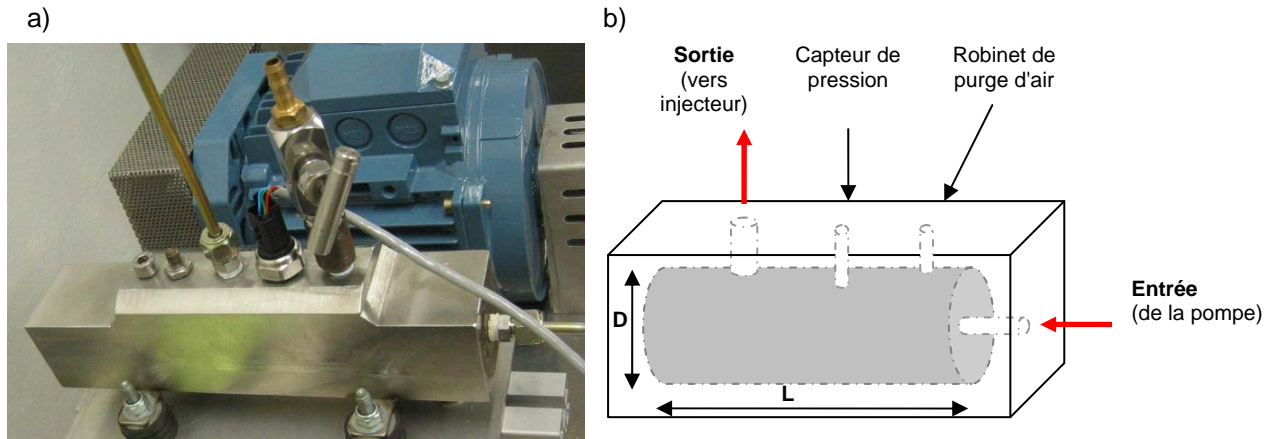 a)
b)
Sortie
(vers
injecteur)
Capteur de
pression
Robinet de
purge d'air
Entrée
(de la pompe)
D
L